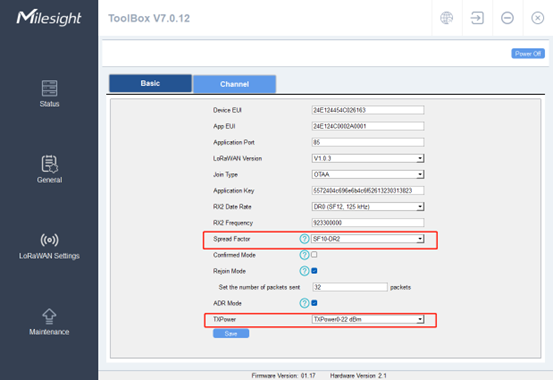 Milesight
ToolBox V7.0.12
Power Off
Status
General
LoRaWAN Settings
Maintenance
Basic
Channel
Device EUI
24E124454C026163
App EUI
24E124C0002A0001
Application Port
85
LoRaWAN Version
V1.0.3
Join Type
OTAA
Application Key
RX2 Date Rate
DR0 (SF12, 125 kHz)
RX2 Frequency
923300000
Spread Factor
?
SF10-DR2
Confirmed Mode
?
Rejoin Mode
?
Set the number of packets sent
32
packets
ADR Mode
?
TXPower
TXPower0-22 dBm
Save
Firmware Version: 01.17
Hardware Version 2.1